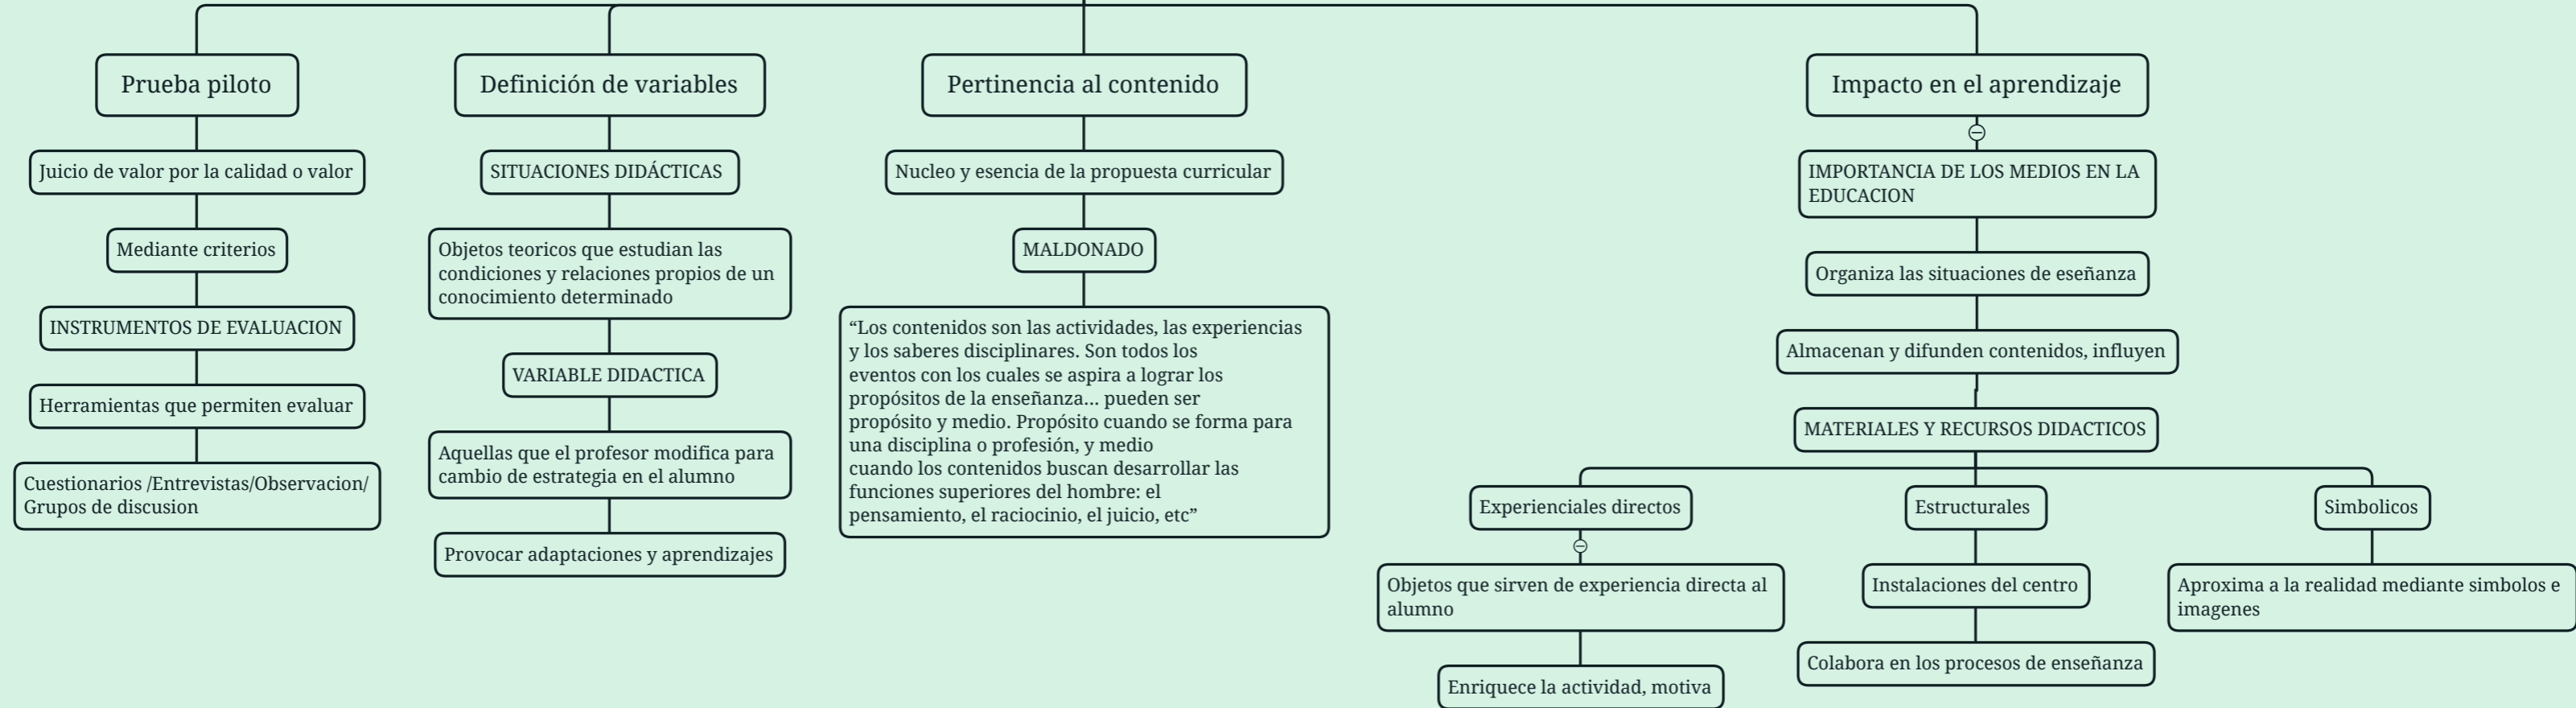 Prueba piloto
Juicio de valor por la calidad o valor
Mediante criterios
INSTRUMENTOS DE EVALUACION
Herramientas que permiten evaluar
Cuestionarios /Entrevistas/Observacion/
Grupos de discusion
Definición de variables
SITUACIONES DIDÁCTICAS
Objetos teoricos que estudian las
condiciones y relaciones propios de un
conocimiento determinado
VARIABLE DIDACTICA
Aquellas que el profesor modifica para
cambio de estrategia en el alumno
Provocar adaptaciones y aprendizajes
Pertinencia al contenido
Nucleo y esencia de la propuesta curricular
MALDONADO
“Los contenidos son las actividades, las experiencias
y los saberes disciplinares. Son todos los
eventos con los cuales se aspira a lograr los
propósitos de la enseñanza... pueden ser
propósito y medio. Propósito cuando se forma para
una disciplina o profesión, y medio
cuando los contenidos buscan desarrollar las
funciones superiores del hombre: el
pensamiento, el raciocinio, el juicio, etc”
Impacto en el aprendizaje
IMPORTANCIA DE LOS MEDIOS EN LA
EDUCACION
Organiza las situaciones de eseñanza
Almacenan y difunden contenidos, influyen
MATERIALES Y RECURSOS DIDACTICOS
Experienciales directos
Objetos que sirven de experiencia directa al
alumno
Enriquece la actividad, motiva
Estructurales
Instalaciones del centro
Colabora en los procesos de enseñanza
Simbolicos
Aproxima a la realidad mediante simbolos e
imagenes